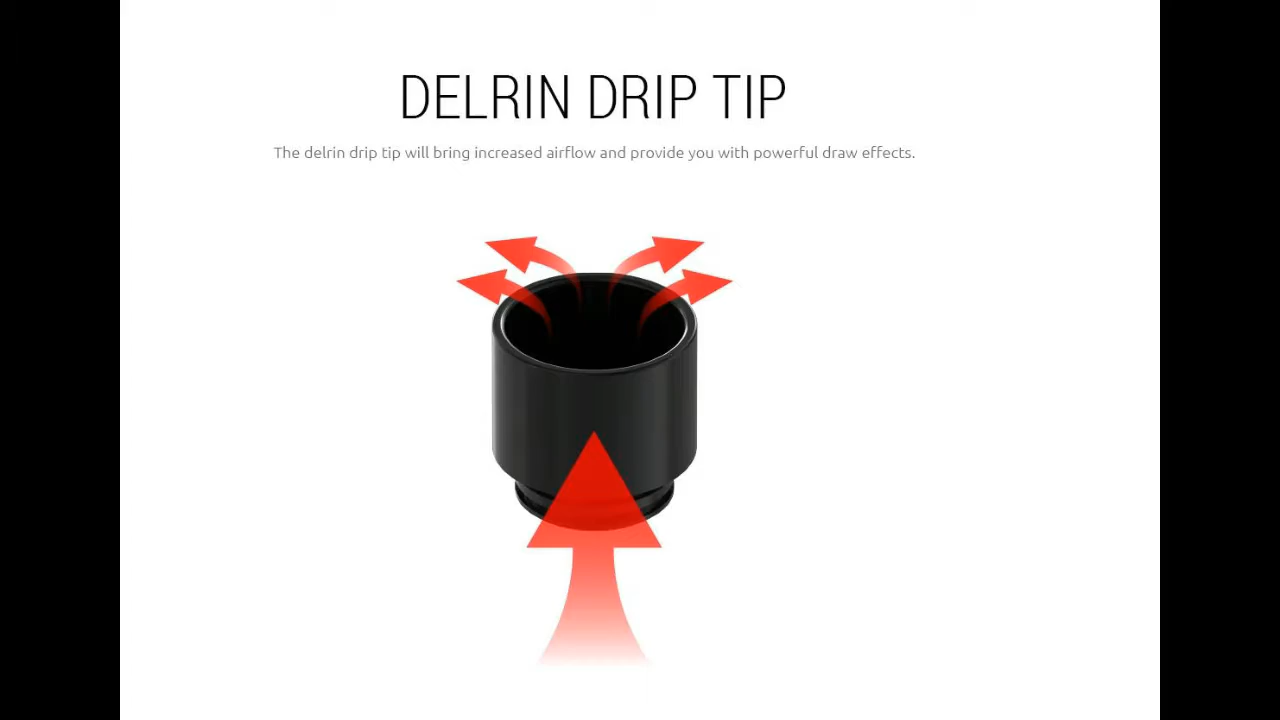 DELRIN DRIP TIP
The delrin drip tip will bring increased airflow and provide you with powerful draw effects.